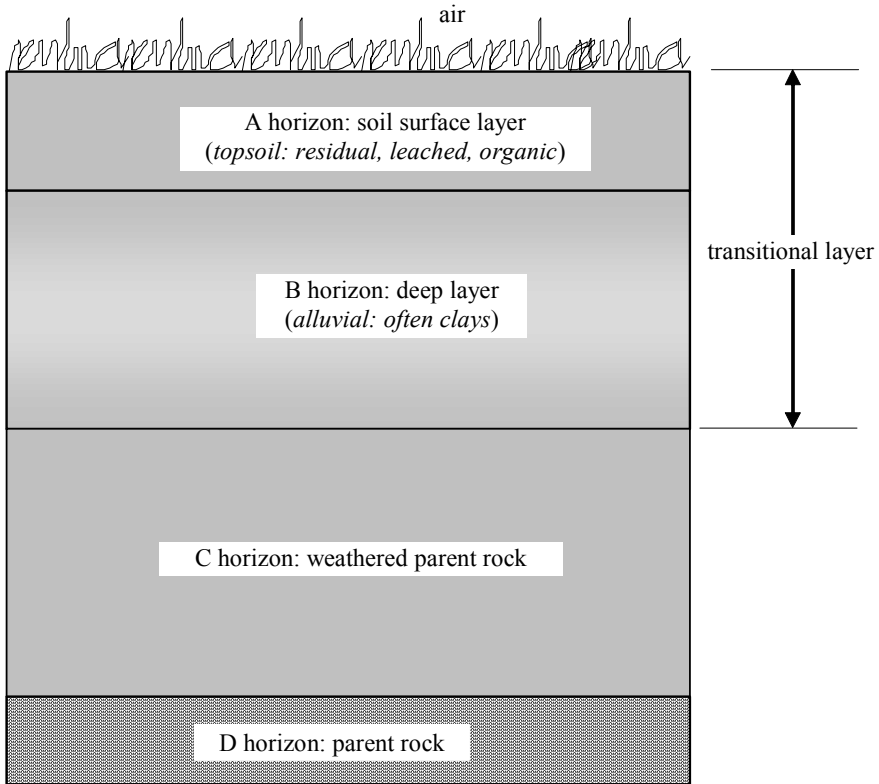 air
A horizon: soil surface layer
(topsoil: residual, leached, organic)
transitional layer
B horizon: deep layer
(alluvial: often clays)
C horizon: weathered parent rock
D horizon: parent rock